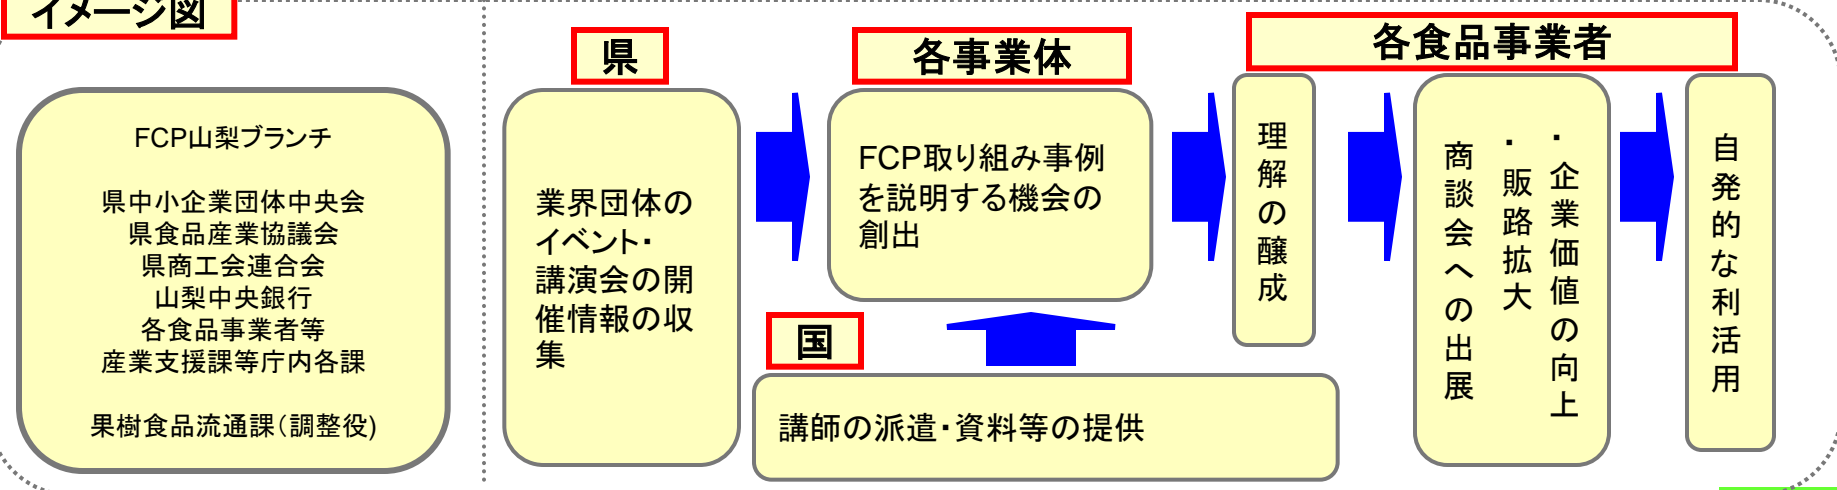 イメージ図
FCP山梨ブランチ
県中小企業団体中央会
県食品産業協議会
県商工会連合会
山梨中央銀行
各食品事業者等
産業支援課等庁内各課
果樹食品流通課(調整役)
県
業界団体の
イベント・
講演会の開
催情報の収
集
各事業体
FCP取り組み事例
を説明する機会の
創出
国
講師の派遣・資料等の提供
各食品事業者
理解の醸成
・企業価値の向上
・販路拡大
商談会への出展
自発的な利活用